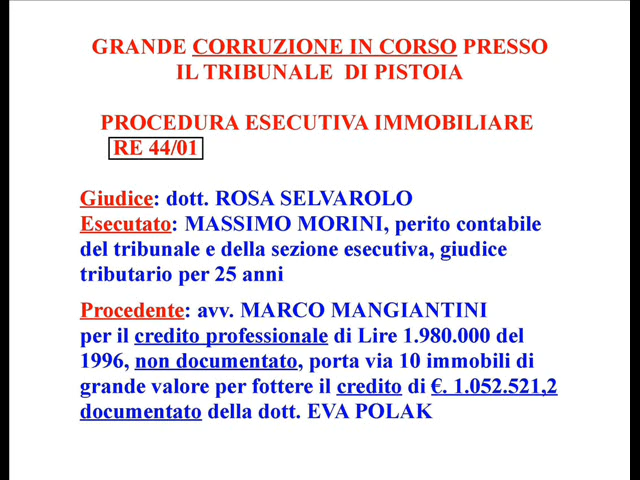 GRANDE CORRUZIONE IN CORSO PRESSO
IL TRIBUNALE DI PISTOIA
PROCEDURA ESECUTIVA IMMOBILIARE
RE 44/01
Giudice: dott. ROSA SELVAROLO
Esecutato: MASSIMO MORINI, perito contabile
del tribunale e della sezione esecutiva, giudice
tributario per 25 anni
Procedente: avv. MARCO MANGIANTINI
per il credito professionale di Lire 1.980.000 del
1996, non documentato, porta via 10 immobili di
grande valore per fottere il credito di €. 1.052.521,2
documentato della dott. EVA POLAK